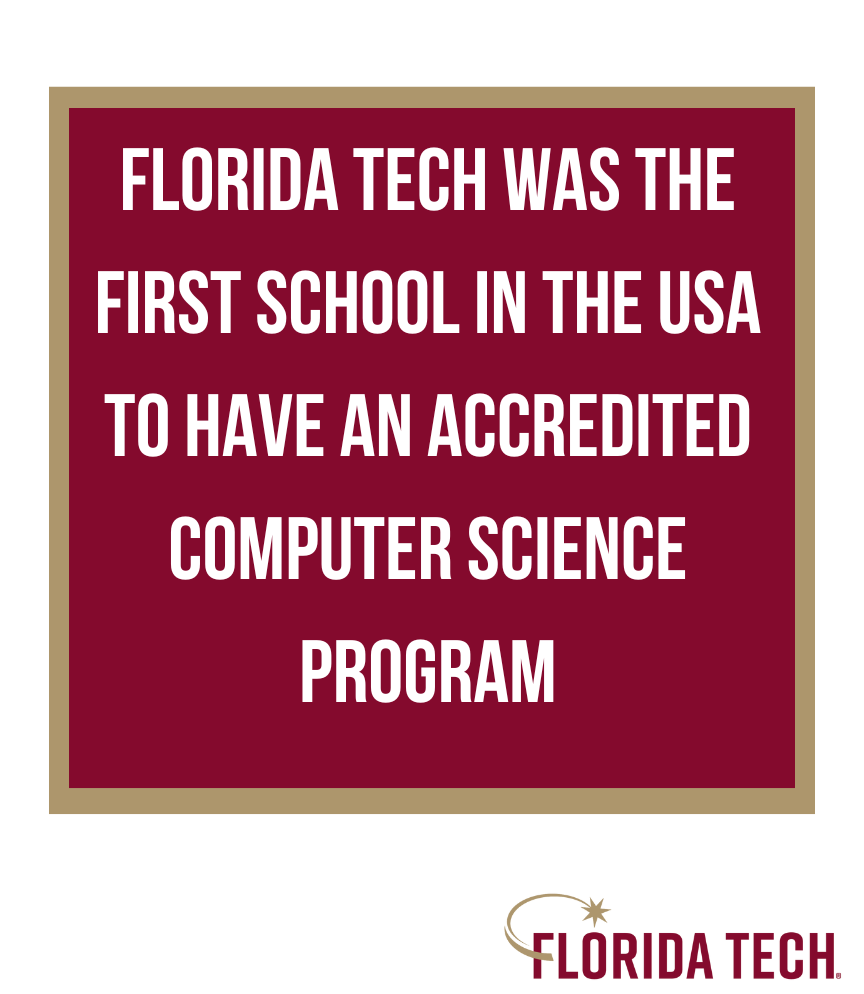 FLORIDA TECH WAS THE
FIRST SCHOOL IN THE USA
TO HAVE AN ACCREDITED
COMPUTER SCIENCE
PROGRAM
FLORIDA TECH®